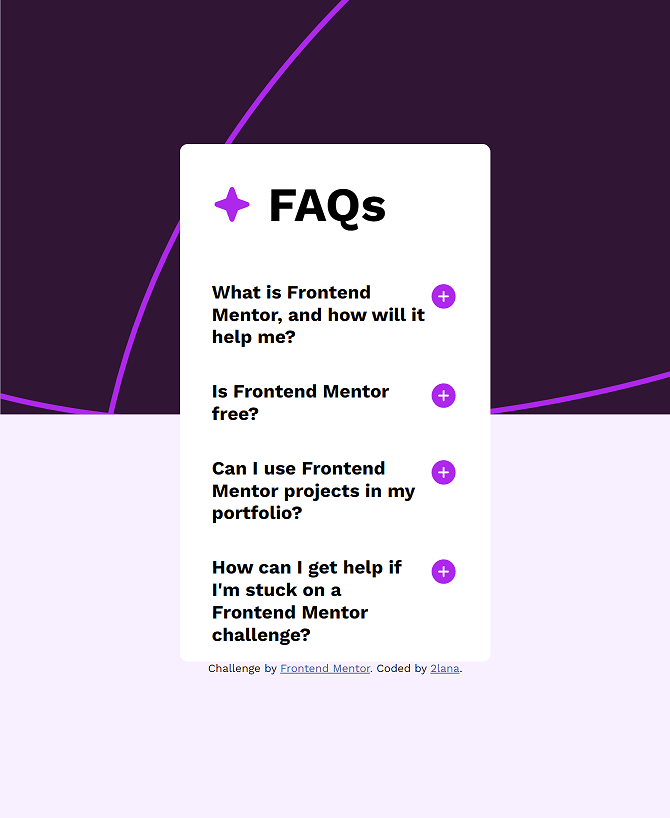 FAQs
What is Frontend
Mentor, and how will it
help me?
Is Frontend Mentor
free?
Can I use Frontend
Mentor projects in my
portfolio?
How can I get help if
I'm stuck on a
Frontend Mentor
challenge?
Challenge by Frontend Mentor. Coded by 2lana.